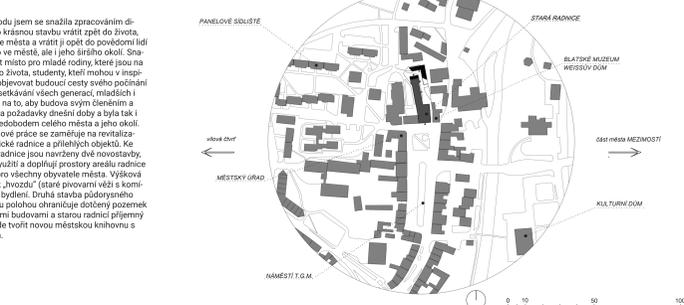 odu jsem se snažila zpracováním di-
o krásnou stavbu vrátit zpět do života,
e města a vrátit ji opět do povědomí lidí
o ve městě, ale i jeho širšího okolí. Sna-
t místo pro mladé rodiny, které jsou na
o života, studenty, kteří mohou v inspi-
objevovat budoucí cesty svého počínání
setkávání všech generací, mladších i
na to, aby budova svým členěním a
a požadavky dnešní doby a byla tak i
edobodem celého města a jeho okolí.
ové práce se zaměřuje na revitaliza-
ické radnice a přilehlých objektů. Ke
radnice jsou navrženy dvě novostavby,
yužití a doplňují prostory areálu radnice
pro všechny obyvatele města. Výšková
„hvozdu“ (staré pivovarní věži s komí-
bydlení. Druhá stavba půdorysného
u polohou ohraničuje dotčený pozemek
mi budovami a starou radnicí příjemný
de tvořit novou městskou knihovnu s
PANELOVÉ SÍDLIŠTĚ
STARÁ RADNICE
BLATSKÉ MUZEUM
WEISSŮV DŮM
vilová čtvrť
část města MEZIMOSTÍ
MĚSTSKÝ ÚŘAD
KULTURNÍ DŮM
NÁMĚSTÍ T.G.M.
0 10 50 100